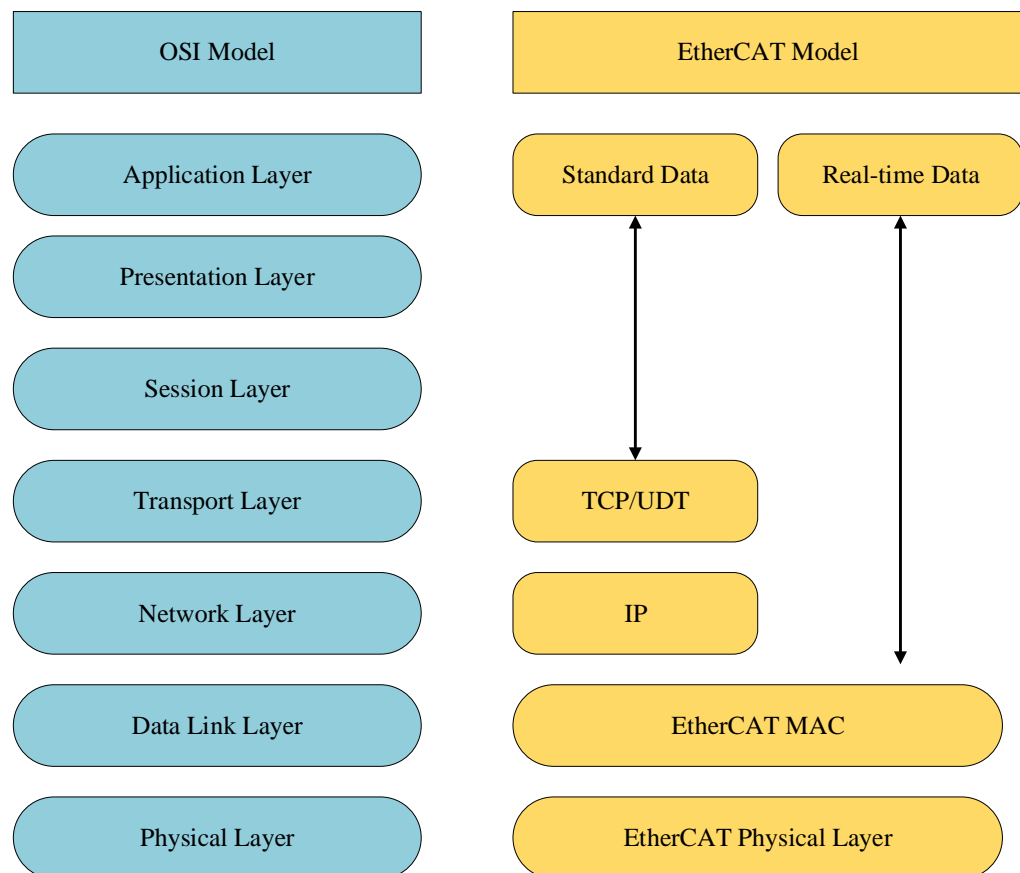 OSI Model
EtherCAT Model
Application Layer
Standard Data
Real-time Data
Presentation Layer
Session Layer
Transport Layer
TCP/UDT
Network Layer
IP
Data Link Layer
EtherCAT MAC
Physical Layer
EtherCAT Physical Layer